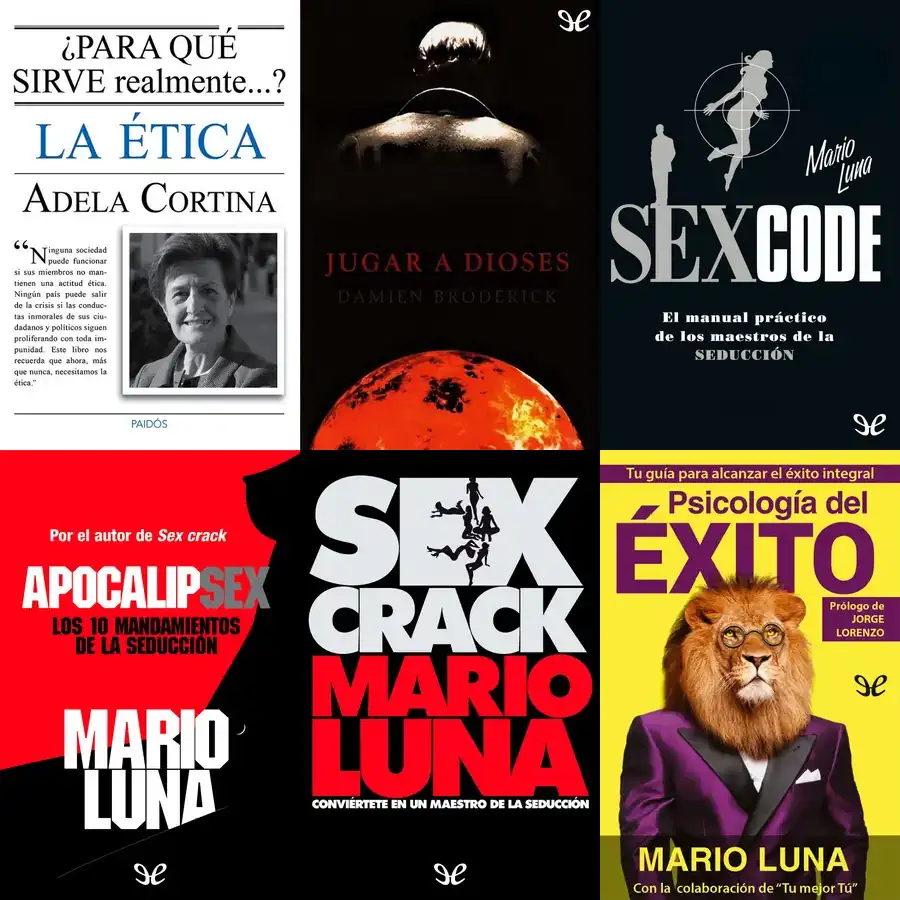 ¿PARA QUÉ
SIRVE realmente...?
LA ÉTICA
ADELA CORTINA
“Ninguna sociedad
puede funcionar
si sus miembros no man-
tienen una actitud ética.
Ningún país puede salir
de la crisis si las conduc-
tas inmorales de sus ciu-
dadanos y políticos siguen
proliferando con toda im-
punidad. Este libro nos
recuerda que ahora, más
que nunca, necesitamos la
ética.”
PAIDÓS
JUGAR A DIOSES
DAMIEN BRODERICK
Mario
Luna
SEXCODE
El manual práctico
de los maestros de la
SEDUCCIÓN
Por el autor de Sex crack
APOCALIPSEX
LOS 10 MANDAMIENTOS
DE LA SEDUCCIÓN
MARIO
LUNA
SEX
CRACK
MARIO
LUNA
CONVIÉRTETE EN UN MAESTRO DE LA SEDUCCIÓN
Tu guía para alcanzar el éxito integral
Psicología del
ÉXITO
Prólogo de
JORGE
LORENZO
MARIO LUNA
Con la colaboración de “Tu mejor Tú”